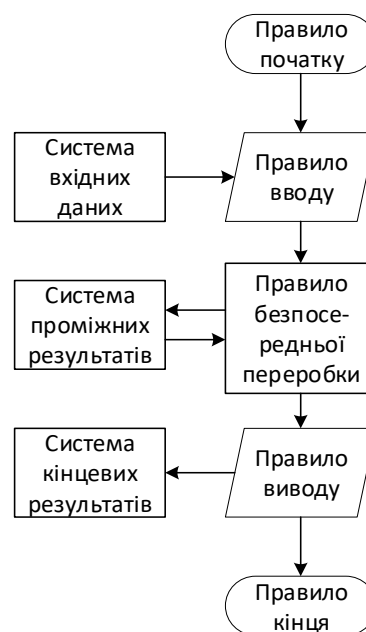 Правило
початку
Система
вхідних
даних
Правило
вводу
Система
проміжних
результатів
Правило
безпосе-
редньої
переробки
Система
кінцевих
результатів
Правило
виводу
Правило
кінця